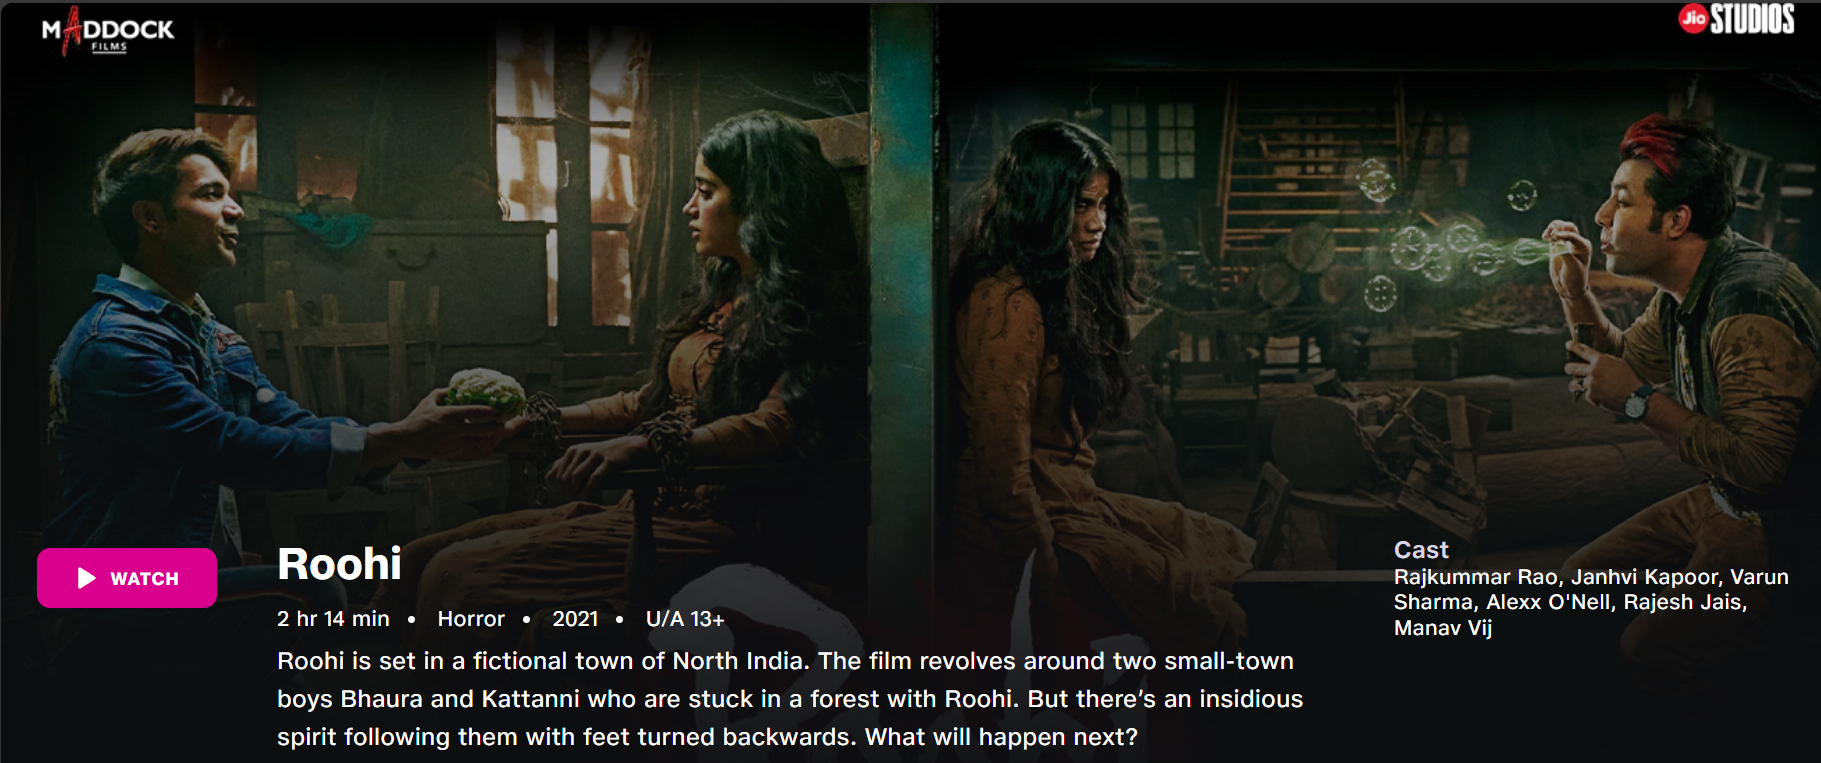 MADDOCK
FILMS
Jio STUDIOS
WATCH
Roohi
2 hr 14 min • Horror • 2021 • U/A 13+
Roohi is set in a fictional town of North India. The film revolves around two small-town
boys Bhaura and Kattanni who are stuck in a forest with Roohi. But there’s an insidious
spirit following them with feet turned backwards. What will happen next?
Cast
Rajkummar Rao, Janhvi Kapoor, Varun
Sharma, Alexx O'Nell, Rajesh Jais,
Manav Vij